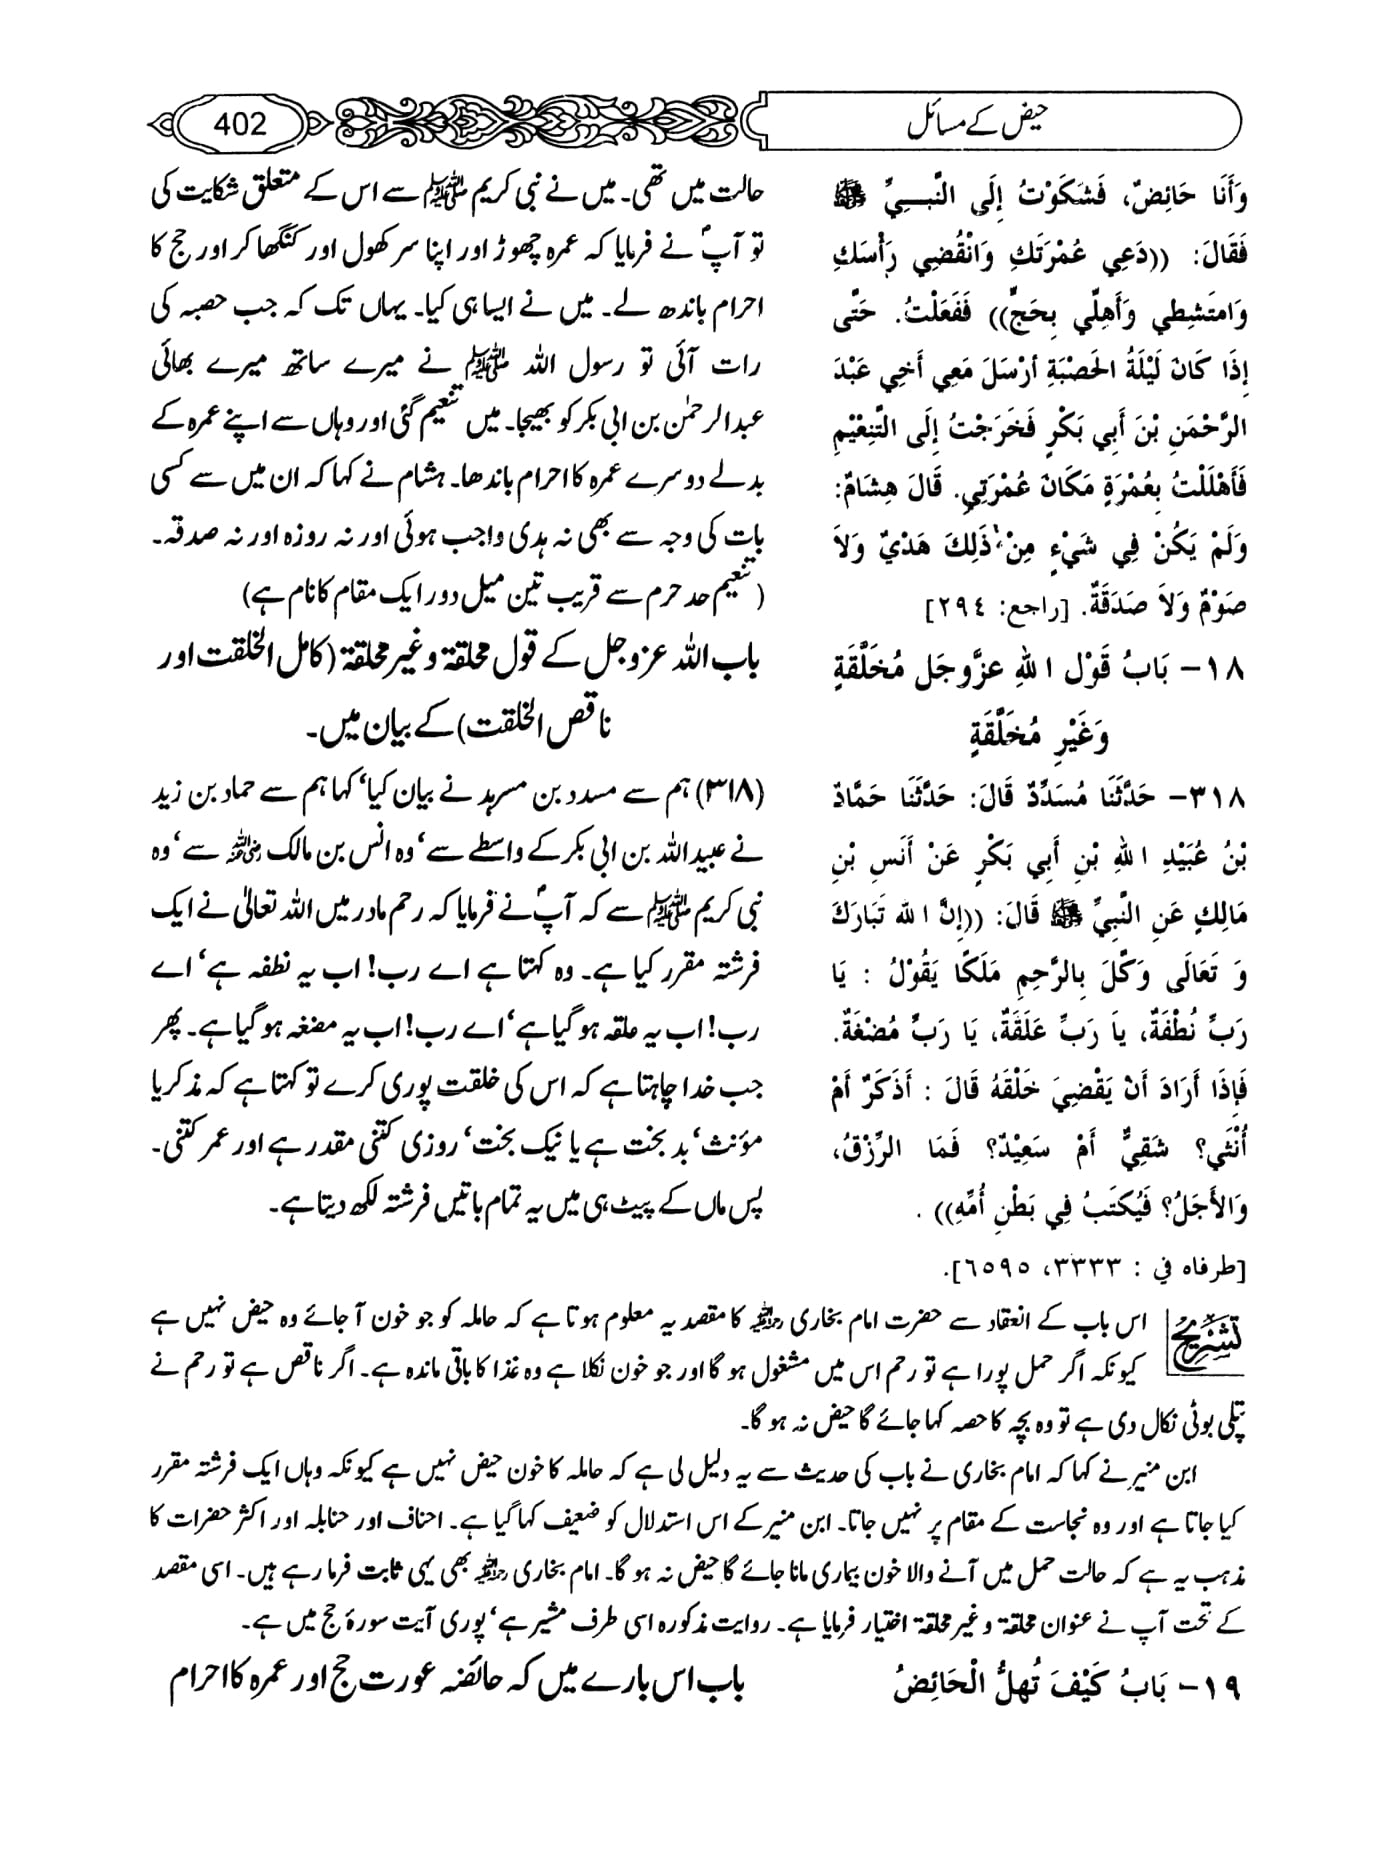 402
حیض کے مسائل
وَأَنَا حَائِضٌ، فَشَكَوْتُ إِلَى النَّبِيِّ ﷺ
فَقَالَ: ((دَعِي عُمْرَتَكِ وَانْقُضِي رَأْسَكِ
وَامْتَشِطِي وَأَهِلِّي بِحَجٍّ)) فَفَعَلْتُ. حَتَّى
إِذَا كَانَ لَيْلَةُ الْحَصْبَةِ أَرْسَلَ مَعِي أَخِي عَبْدَ
الرَّحْمَنِ بْنَ أَبِي بَكْرٍ فَخَرَجْتُ إِلَى التَّنْعِيْمِ
فَأَهْلَلْتُ بِعُمْرَةٍ مَكَانَ عُمْرَتِي. قَالَ هِشَامٌ:
وَلَمْ يَكُنْ فِي شَيْءٍ مِنْ ذَلِكَ هَدْيٌ وَلاَ
صَوْمٌ وَلاَ صَدَقَةٌ. [راجع: ٢٩٤]
١٨- بَابُ قَوْلِ اللهِ عزَّوجَل مُخَلَّقَةٍ
وَغَيْرِ مُخَلَّقَةٍ
٣١٨- حَدَّثَنَا مُسَدَّدٌ قَالَ: حَدَّثَنَا حَمَّادُ
بْنُ عُبَيْدِ اللهِ بْنِ أَبِي بَكْرٍ عَنْ أَنَسِ بْنِ
مَالِكٍ عَنِ النَّبِيِّ ﷺ قَالَ: ((إِنَّ الله تَبَارَكَ
وَ تَعَالَى وَكَّلَ بِالرَّحِمِ مَلَكًا يَقُوْلُ : يَا
رَبِّ نُطْفَةٌ، يَا رَبِّ عَلَقَةٌ، يَا رَبِّ مُضْغَةٌ.
فَإِذَا أَرَادَ أَنْ يَقْضِيَ خَلْقَهُ قَالَ : أَذَكَرٌ أَمْ
أُنْثَى؟ شَقِيٌّ أَمْ سَعِيْدٌ؟ فَمَا الرِّزْقُ،
وَالأَجَلُ؟ فَيُكْتَبُ فِي بَطْنِ أُمِّهِ)) .
[طرفاه في : ٣٣٣٣، ٦٥٩٥].
حالت میں تھی۔ میں نے نبی کریم ﷺ سے اس کے متعلق شکایت کی
تو آپؐ نے فرمایا کہ عمرہ چھوڑ اور اپنا سر کھول اور کنگھا کر اور حج کا
احرام باندھ لے۔ میں نے ایسا ہی کیا۔ یہاں تک کہ جب حصبہ کی
رات آئی تو رسول اللہ ﷺ نے میرے ساتھ میرے بھائی
عبدالرحمٰن بن ابی بکر کو بھیجا۔ میں تنعیم گئی اور وہاں سے اپنے عمرہ کے
بدلے دوسرے عمرہ کا احرام باندھا۔ ہشام نے کہا کہ ان میں سے کسی
بات کی وجہ سے بھی نہ ہدی واجب ہوئی اور نہ روزہ اور نہ صدقہ۔
(تنعیم حد حرم سے قریب تین میل دور ایک مقام کا نام ہے)
باب اللہ عزوجل کے قول مخلقۃ وغیر مخلقۃ (کامل الخلقت اور
ناقص الخلقت) کے بیان میں۔
(۳۱۸) ہم سے مسدد بن مسرہد نے بیان کیا‘ کہا ہم سے حماد بن زید
نے عبید اللہ بن ابی بکر کے واسطے سے‘ وہ انس بن مالک رضی اللہ عنہ سے‘ وہ
نبی کریم ﷺ سے کہ آپؐ نے فرمایا کہ رحم مادر میں اللہ تعالیٰ نے ایک
فرشتہ مقرر کیا ہے۔ وہ کہتا ہے اے رب! اب یہ نطفہ ہے‘ اے
رب! اب یہ علقہ ہو گیا ہے‘ اے رب! اب یہ مضغہ ہو گیا ہے۔ پھر
جب خدا چاہتا ہے کہ اس کی خلقت پوری کرے تو کہتا ہے کہ مذکر یا
مؤنث‘ بد بخت ہے یا نیک بخت‘ روزی کتنی مقدر ہے اور عمر کتنی۔
پس ماں کے پیٹ ہی میں یہ تمام باتیں فرشتہ لکھ دیتا ہے۔
تشریح اس باب کے انعقاد سے حضرت امام بخاری رحمہ اللہ کا مقصد یہ معلوم ہوتا ہے کہ حاملہ کو جو خون آ جائے وہ حیض نہیں ہے
کیونکہ اگر حمل پورا ہے تو رحم اس میں مشغول ہو گا اور جو خون نکلا ہے وہ غذا کا باقی ماندہ ہے۔ اگر ناقص ہے تو رحم نے
پتلی بوٹی نکال دی ہے تو وہ بچہ کا حصہ کہا جائے گا حیض نہ ہو گا۔
ابن منیر نے کہا کہ امام بخاری نے باب کی حدیث سے یہ دلیل لی ہے کہ حاملہ کا خون حیض نہیں ہے کیونکہ وہاں ایک فرشتہ مقرر
کیا جاتا ہے اور وہ نجاست کے مقام پر نہیں جاتا۔ ابن منیر کے اس استدلال کو ضعیف کہا گیا ہے۔ احناف اور حنابلہ اور اکثر حضرات کا
مذہب یہ ہے کہ حالت حمل میں آنے والا خون بیماری مانا جائے گا حیض نہ ہو گا۔ امام بخاری رحمہ اللہ بھی یہی ثابت فرما رہے ہیں۔ اسی مقصد
کے تحت آپ نے عنوان مخلقۃ و غیر مخلقۃ اختیار فرمایا ہے۔ روایت مذکورہ اسی طرف مشیر ہے‘ پوری آیت سورۂ حج میں ہے۔
١٩- بَابُ كَيْفَ تُهِلُّ الْحَائِضُ
باب اس بارے میں کہ حائضہ عورت حج اور عمرہ کا احرام